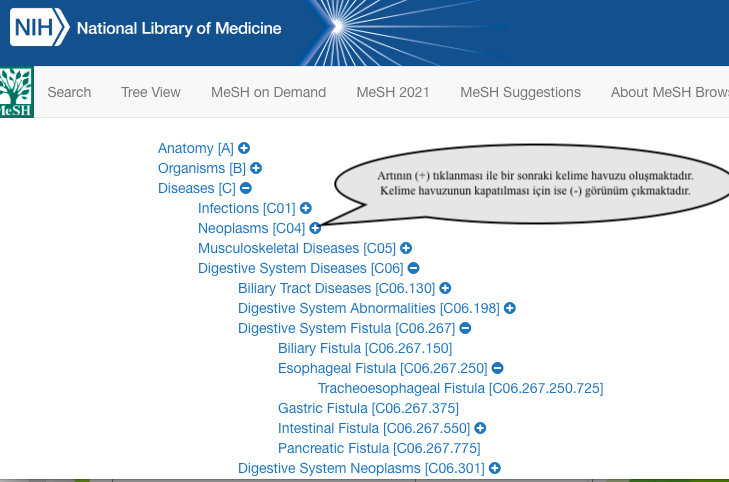 NIH National Library of Medicine
MeSH
Search Tree View MeSH on Demand MeSH 2021 MeSH Suggestions About MeSH Brows
Anatomy [A]
Organisms [B]
Diseases [C]
Artının (+) tıklanması ile bir sonraki kelime havuzu oluşmaktadır.
Kelime havuzunun kapatılması için ise (-) görünüm çıkmaktadır.
Infections [C01]
Neoplasms [C04]
Musculoskeletal Diseases [C05]
Digestive System Diseases [C06]
Biliary Tract Diseases [C06.130]
Digestive System Abnormalities [C06.198]
Digestive System Fistula [C06.267]
Biliary Fistula [C06.267.150]
Esophageal Fistula [C06.267.250]
Tracheoesophageal Fistula [C06.267.250.725]
Gastric Fistula [C06.267.375]
Intestinal Fistula [C06.267.550]
Pancreatic Fistula [C06.267.775]
Digestive System Neoplasms [C06.301]